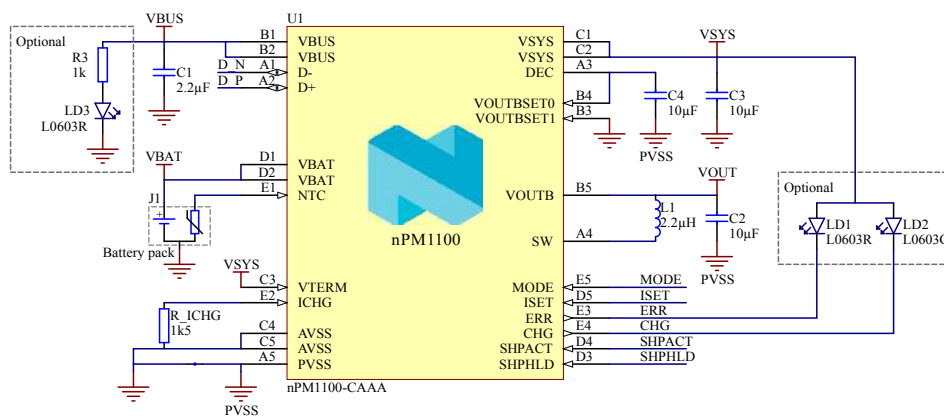 U1
VBUS
Optional
R3
1k
LD3
L0603R
C1
2.2µF
D_N
D_P
B1
B2
A1
A2
VBUS
VBUS
D-
D+
VBAT
D1
D2
E1
VBAT
VBAT
NTC
J1
+
Battery pack
VSYS
C3
E2
VTERM
ICHG
R_ICHG
1k5
C4
C5
A5
AVSS
AVSS
PVSS
PVSS
nPM1100
nPM1100-CAAA
VSYS
VSYS
DEC
VOUTBSET0
VOUTBSET1
C1
C2
A3
B4
B3
VSYS
C4
10µF
PVSS
C3
10µF
VOUTB
SW
B5
A4
L1
2.2µH
VOUT
C2
10µF
PVSS
Optional
LD1
L0603R
LD2
L0603G
MODE
ISET
ERR
CHG
SHPACT
SHPHLD
E5
D5
E3
E4
D4
D3
MODE
ISET
ERR
CHG
SHPACT
SHPHLD